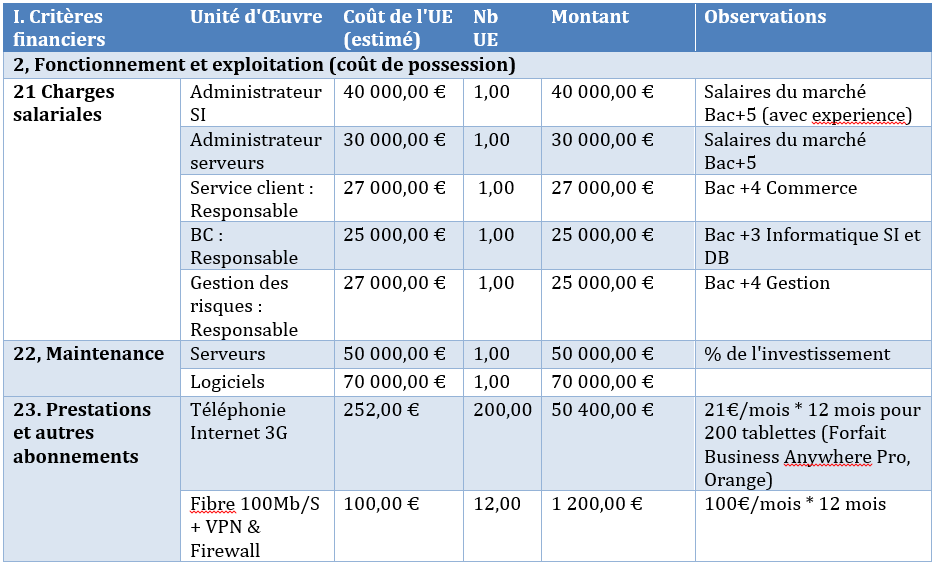 I. Critères financiers | Unité d'Œuvre | Coût de l'UE (estimé) | Nb UE | Montant | Observations
2, Fonctionnement et exploitation (coût de possession)
21 Charges salariales | Administrateur SI | 40 000,00 € | 1,00 | 40 000,00 € | Salaires du marché Bac+5 (avec experience)
Administrateur serveurs | 30 000,00 € | 1,00 | 30 000,00 € | Salaires du marché Bac+5
Service client : Responsable | 27 000,00 € | 1,00 | 27 000,00 € | Bac +4 Commerce
BC : Responsable | 25 000,00 € | 1,00 | 25 000,00 € | Bac +3 Informatique SI et DB
Gestion des risques : Responsable | 27 000,00 € | 1,00 | 25 000,00 € | Bac +4 Gestion
22, Maintenance | Serveurs | 50 000,00 € | 1,00 | 50 000,00 € | % de l'investissement
Logiciels | 70 000,00 € | 1,00 | 70 000,00 €
23. Prestations et autres abonnements | Téléphonie Internet 3G | 252,00 € | 200,00 | 50 400,00 € | 21€/mois * 12 mois pour 200 tablettes (Forfait Business Anywhere Pro, Orange)
Fibre 100Mb/S + VPN & Firewall | 100,00 € | 12,00 | 1 200,00 € | 100€/mois * 12 mois